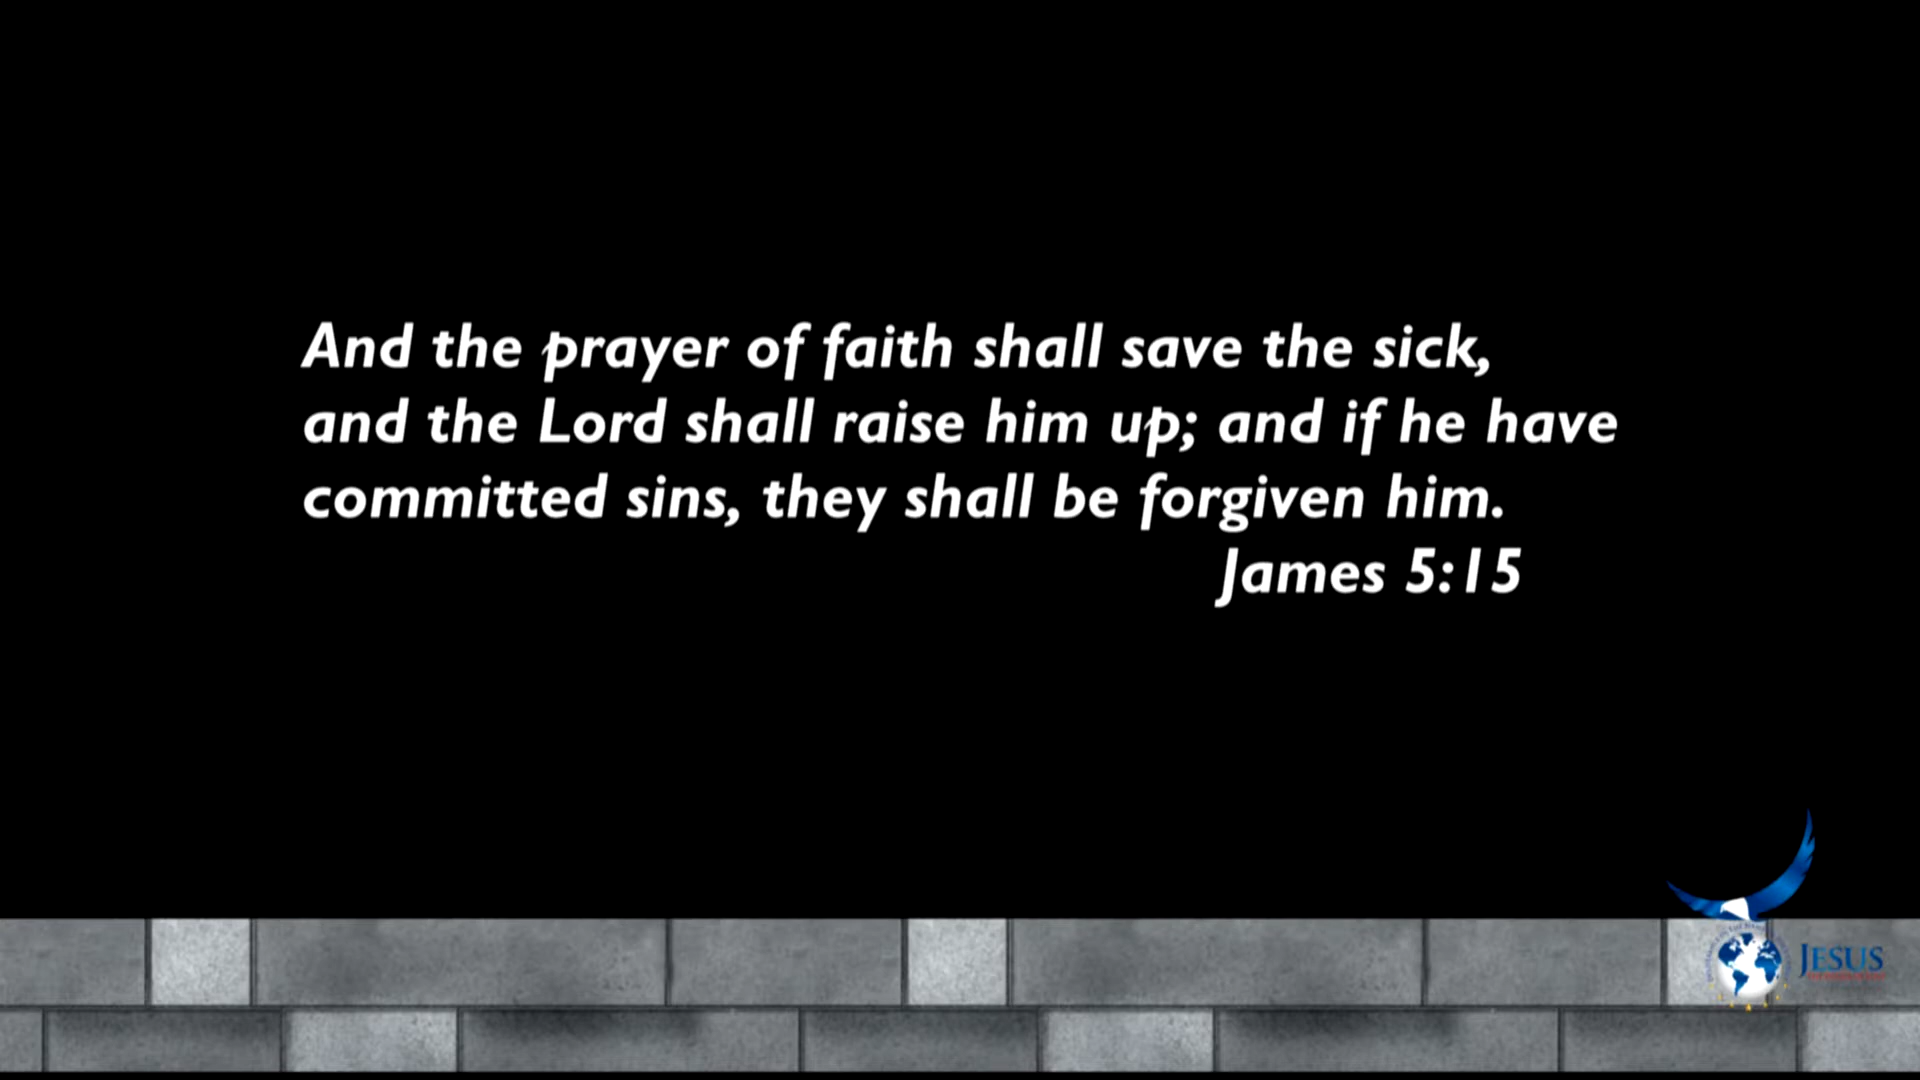 And the prayer of faith shall save the sick,
and the Lord shall raise him up; and if he have
committed sins, they shall be forgiven him.
James 5:15
JESUS